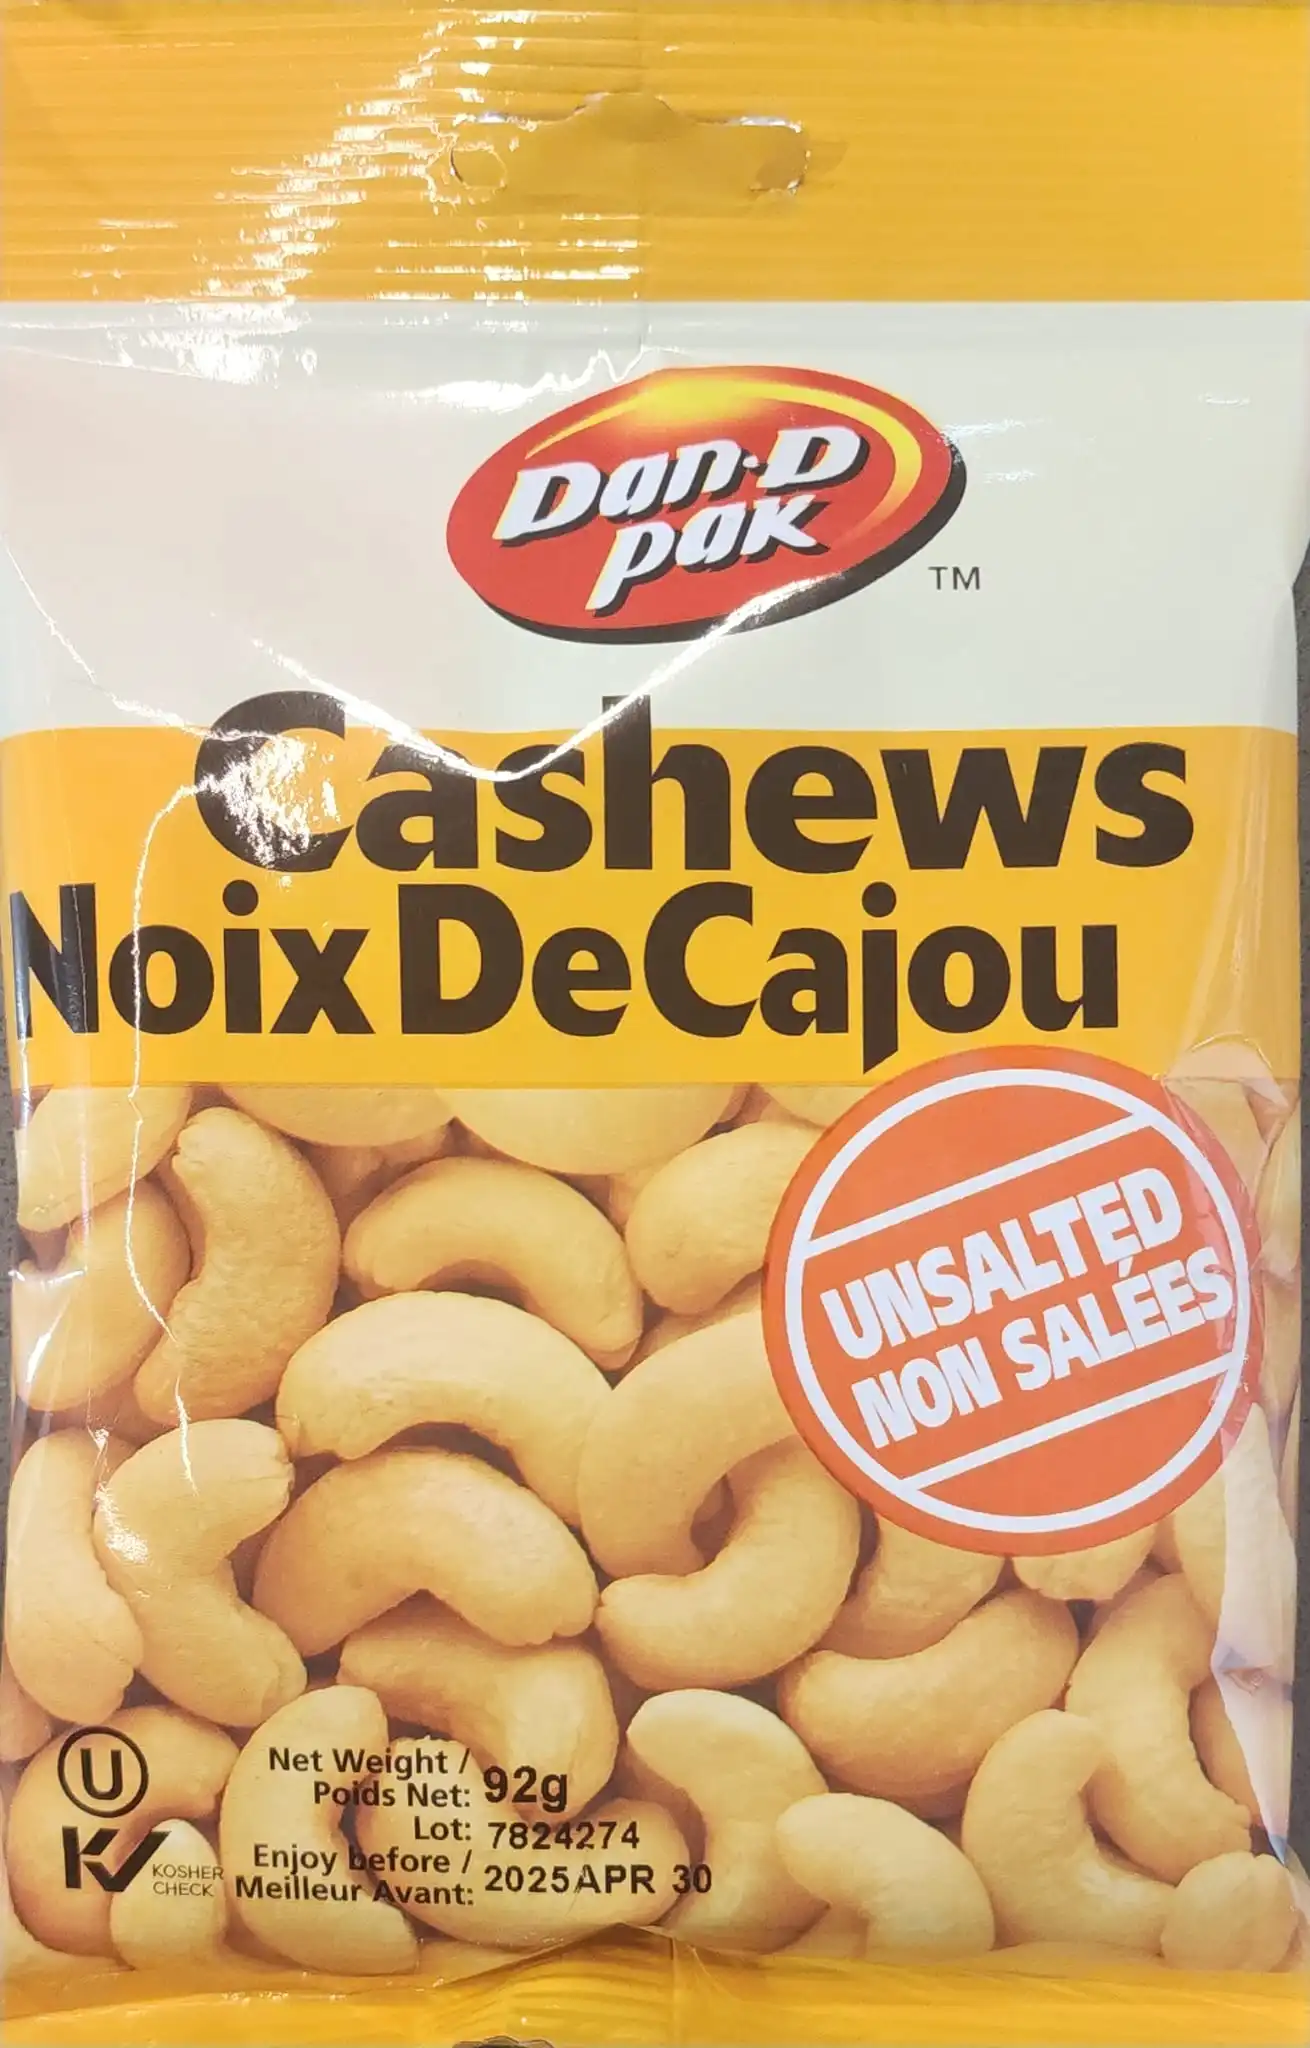 Dan·D
pak
TM
Cashews
Noix De Cajou
UNSALTED
NON SALÉES
U
K
KOSHER
CHECK
Net Weight /
Poids Net: 92g
Lot: 7824274
Enjoy before /
Meilleur Avant: 2025APR 30